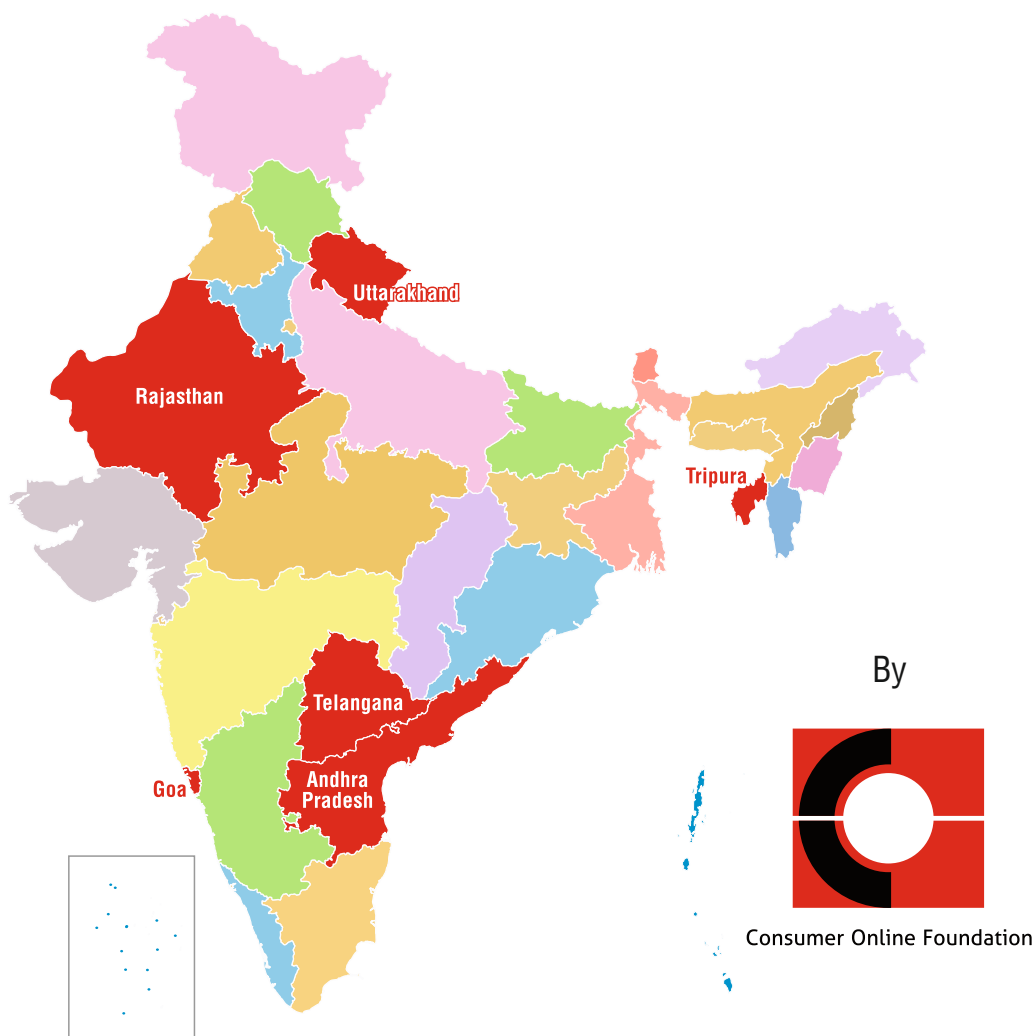 Uttarakhand
Rajasthan
Tripura
Telangana
By
Andhra
Pradesh
Goa
Consumer Online Foundation